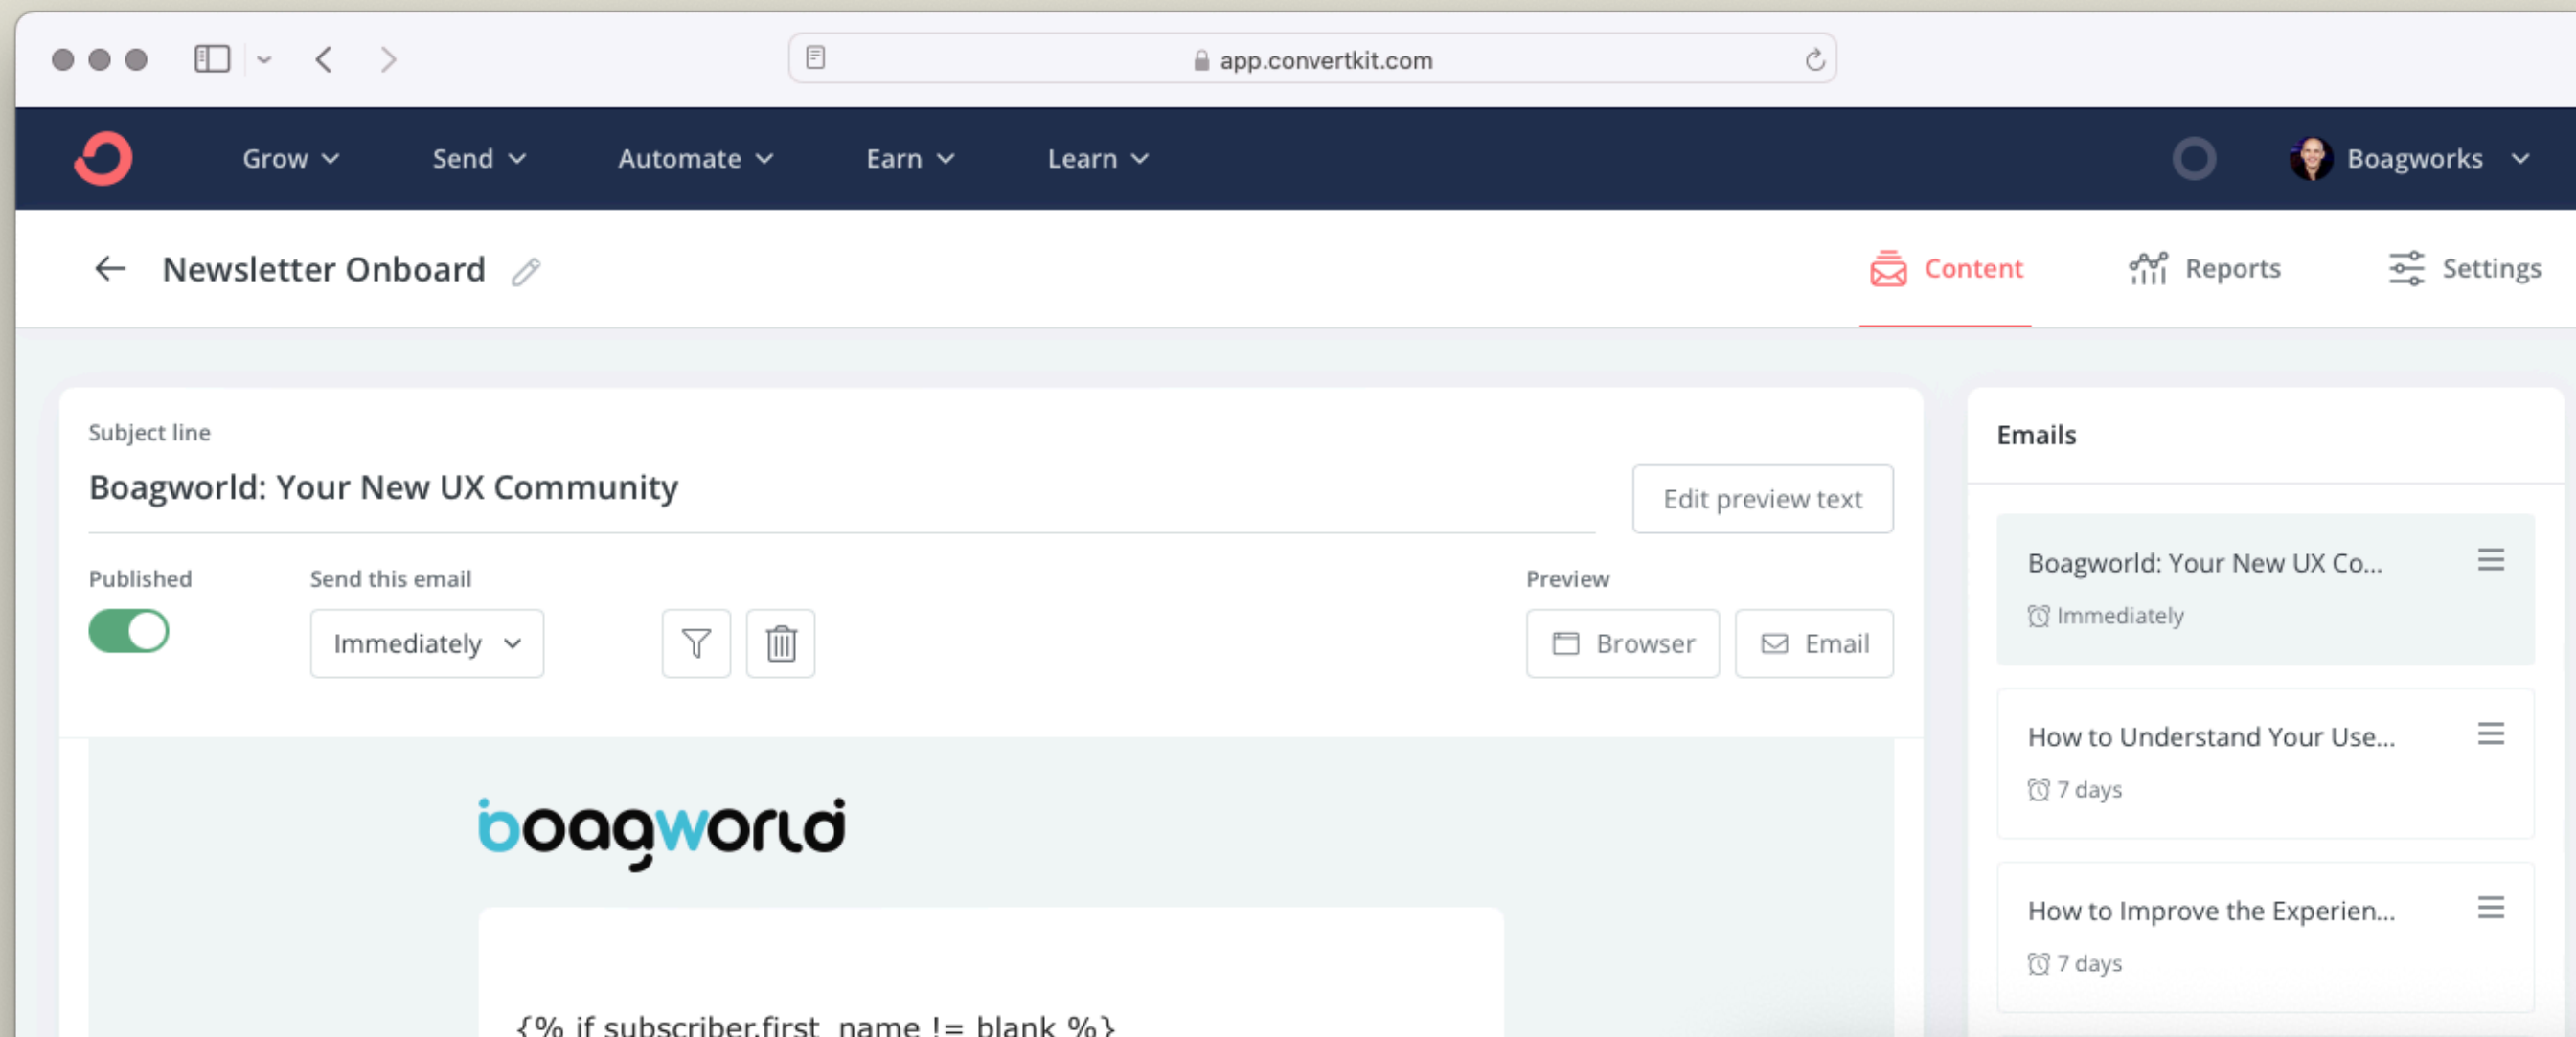 app.convertkit.com
Grow Send Automate Earn Learn Boagworks
Newsletter Onboard Content Reports Settings
Subject line
Boagworld: Your New UX Community
Edit preview text
Published Send this email Preview
Immediately Browser Email
boagworld
{% if subscriber.first_name != blank %}
Emails
Boagworld: Your New UX Co...
Immediately
How to Understand Your Use...
7 days
How to Improve the Experien...
7 days